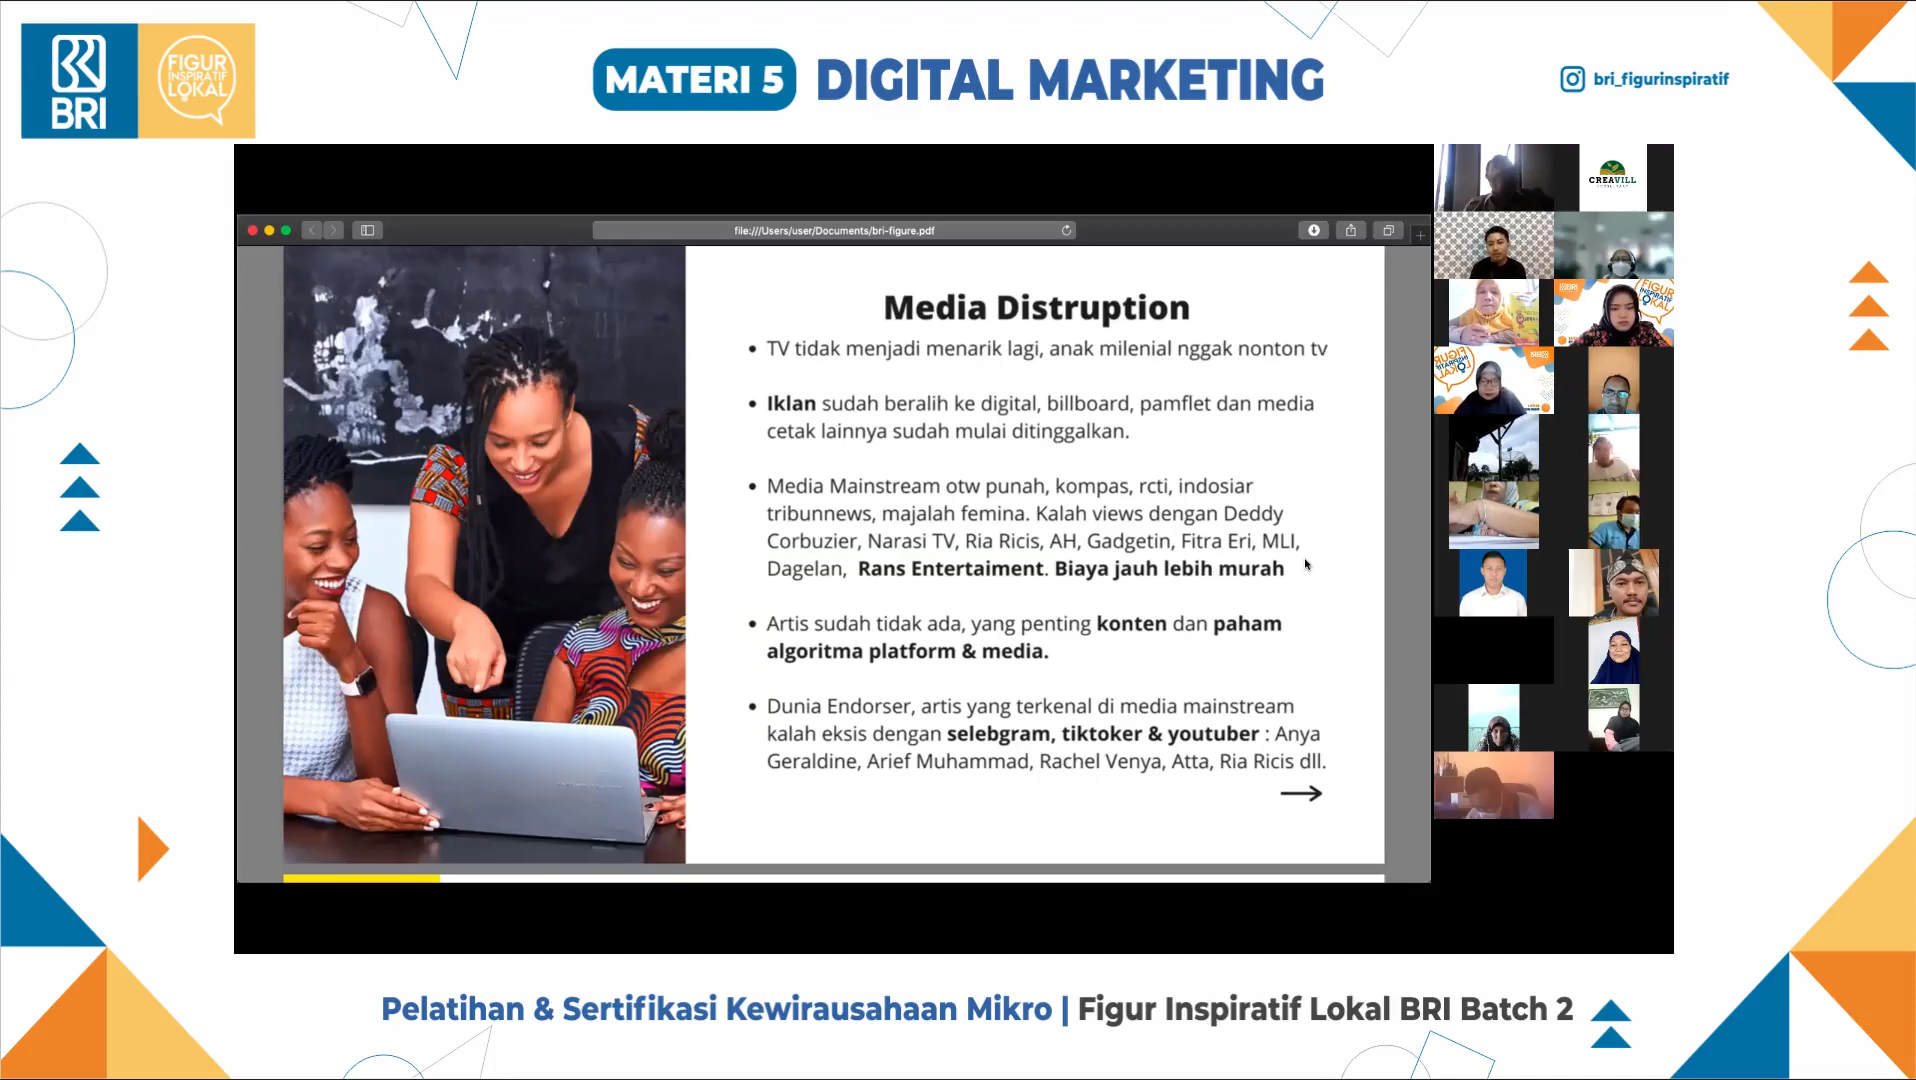 BRI
FIGUR
INSPIRATIF
LOKAL
MATERI 5 DIGITAL MARKETING
bri_figurinspiratif
CREAVILL
file:///Users/user/Documents/bri-figure.pdf
Media Distruption
• TV tidak menjadi menarik lagi, anak milenial nggak nonton tv
• Iklan sudah beralih ke digital, billboard, pamflet dan media
cetak lainnya sudah mulai ditinggalkan.
• Media Mainstream otw punah, kompas, rcti, indosiar
tribunnews, majalah femina. Kalah views dengan Deddy
Corbuzier, Narasi TV, Ria Ricis, AH, Gadgetin, Fitra Eri, MLI,
Dagelan, Rans Entertaiment. Biaya jauh lebih murah
• Artis sudah tidak ada, yang penting konten dan paham
algoritma platform & media.
• Dunia Endorser, artis yang terkenal di media mainstream
kalah eksis dengan selebgram, tiktoker & youtuber : Anya
Geraldine, Arief Muhammad, Rachel Venya, Atta, Ria Ricis dll.
BRI
FIGUR
INSPIRATIF
LOKAL
Pelatihan & Sertifikasi Kewirausahaan Mikro | Figur Inspiratif Lokal BRI Batch 2